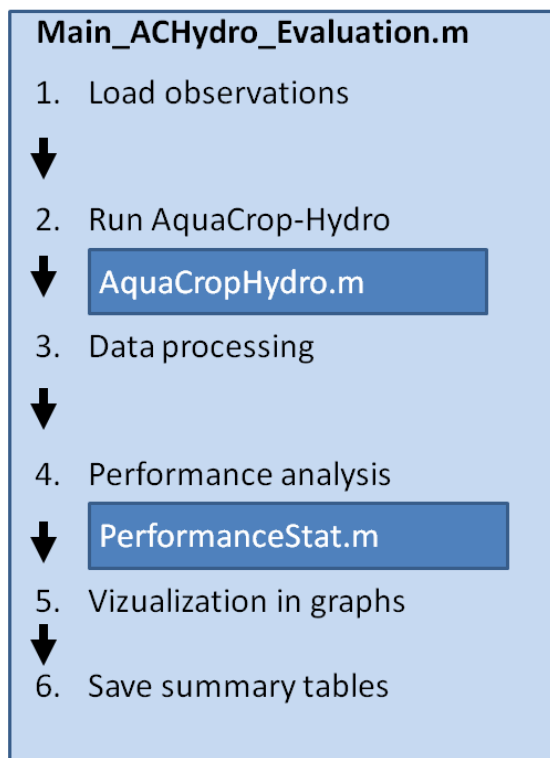 Main_ACHydro_Evaluation.m
1. Load observations
2. Run AquaCrop-Hydro
AquaCropHydro.m
3. Data processing
4. Performance analysis
PerformanceStat.m
5. Vizualization in graphs
6. Save summary tables